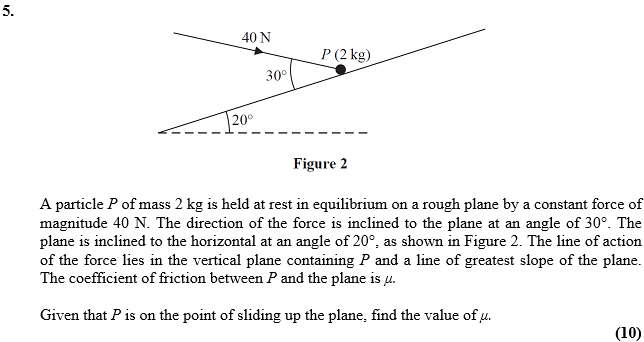 5.
40 N
P (2 kg)
30°
20°
Figure 2
A particle P of mass 2 kg is held at rest in equilibrium on a rough plane by a constant force of
magnitude 40 N. The direction of the force is inclined to the plane at an angle of 30°. The
plane is inclined to the horizontal at an angle of 20°, as shown in Figure 2. The line of action
of the force lies in the vertical plane containing P and a line of greatest slope of the plane.
The coefficient of friction between P and the plane is μ.
Given that P is on the point of sliding up the plane, find the value of μ.
(10)